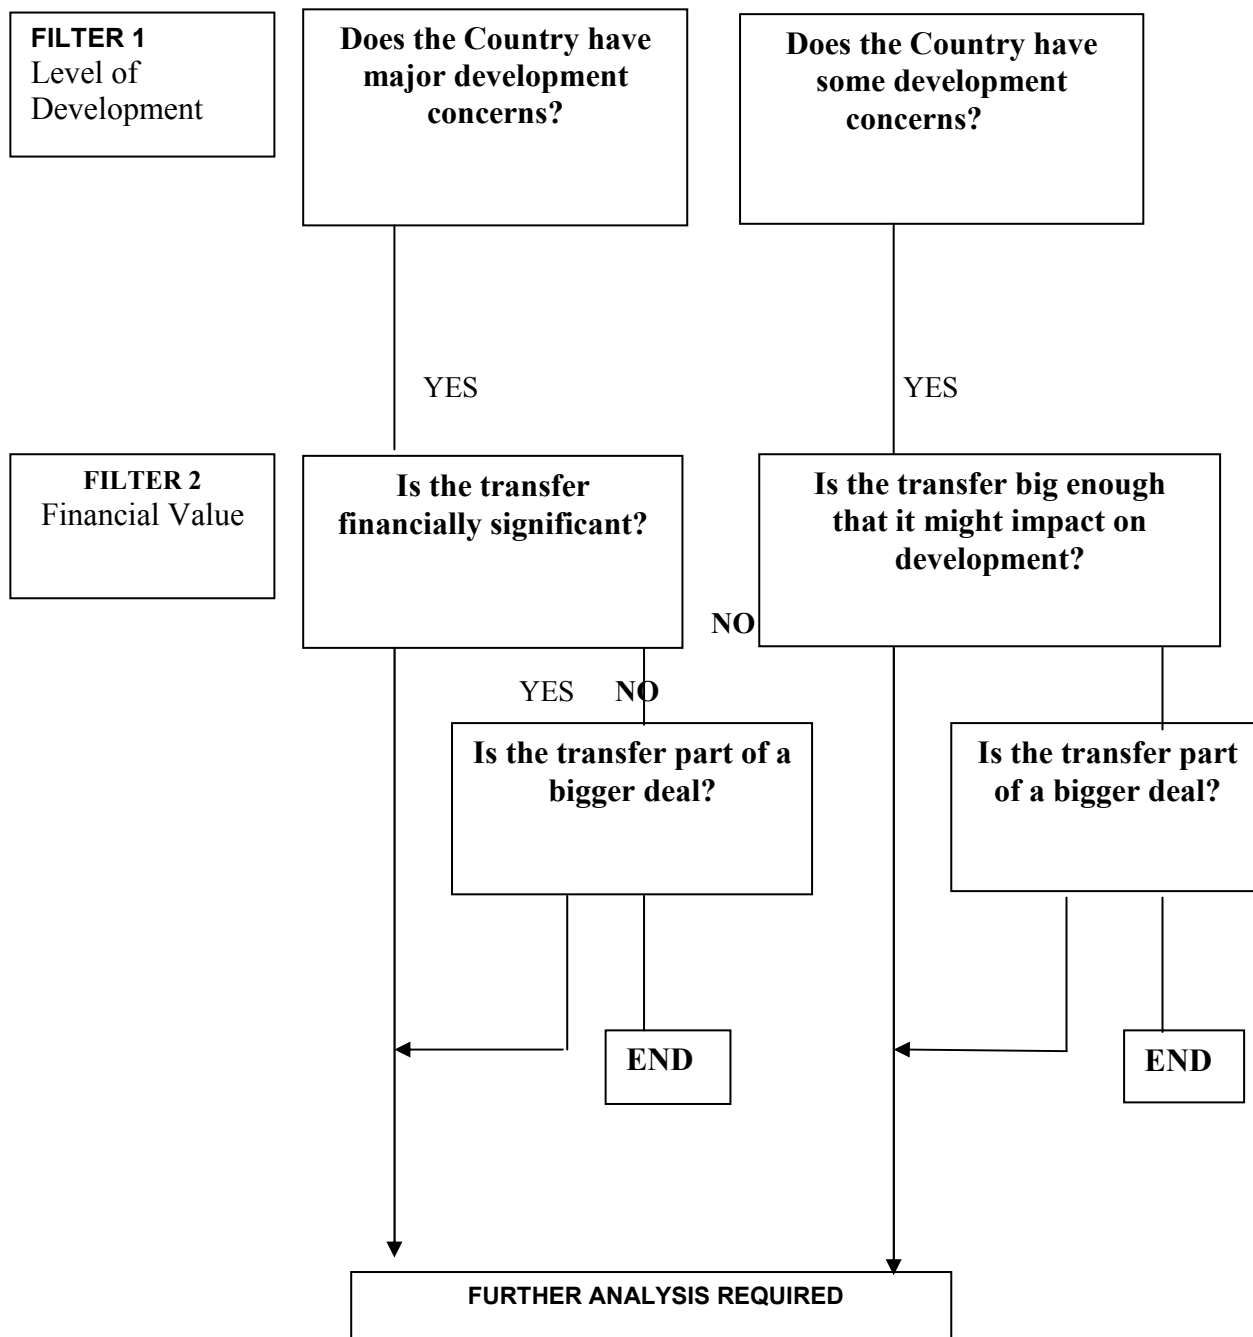 FILTER 1
Level of
Development
Does the Country have
major development
concerns?
Does the Country have
some development
concerns?
YES
YES
FILTER 2
Financial Value
Is the transfer
financially significant?
Is the transfer big enough
that it might impact on
development?
NO
YES
NO
Is the transfer part of a
bigger deal?
Is the transfer part
of a bigger deal?
END
END
FURTHER ANALYSIS REQUIRED